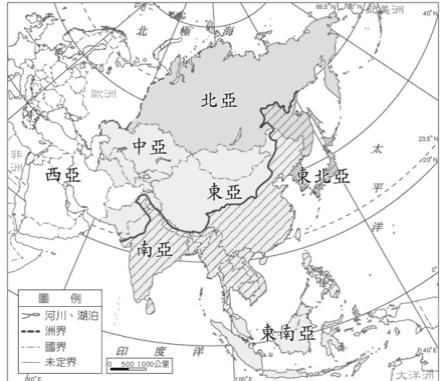 66.5°N
北美洲
40°N
北極海
歐洲
北亞
非洲
中亞
23.5°N
西亞
東亞
東北亞
20°N
太平洋
南亞
圖例
河川、湖泊
洲界
國界
未定界
東南亞
印度洋
0 500 1000公里
0°
140°E
大洋洲
60°E
100°E